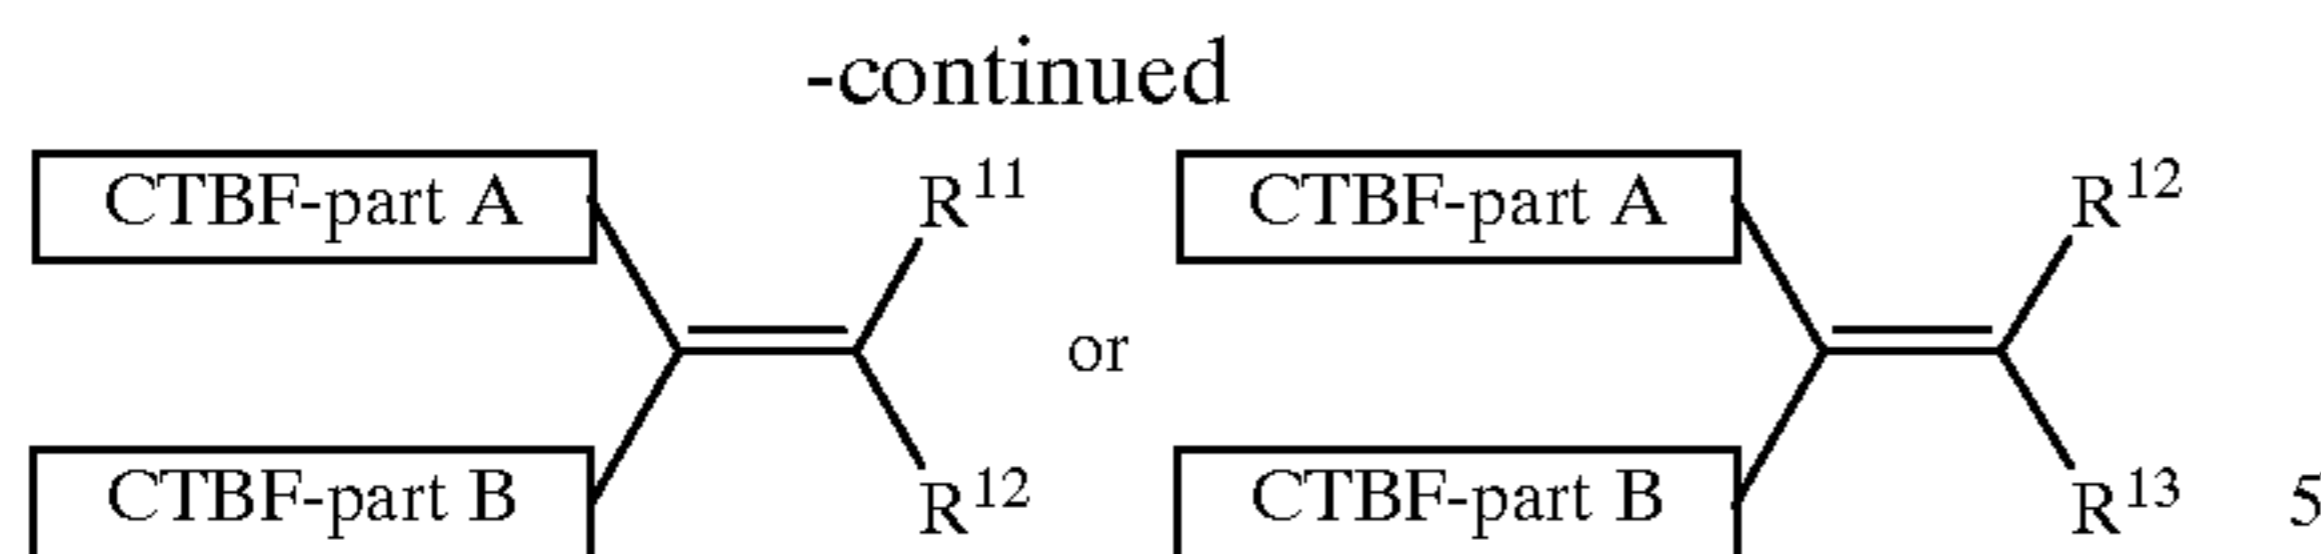 -continued
CTBF-part A R¹¹ CTBF-part A R¹²
or
CTBF-part B R¹² CTBF-part B R¹³ 5